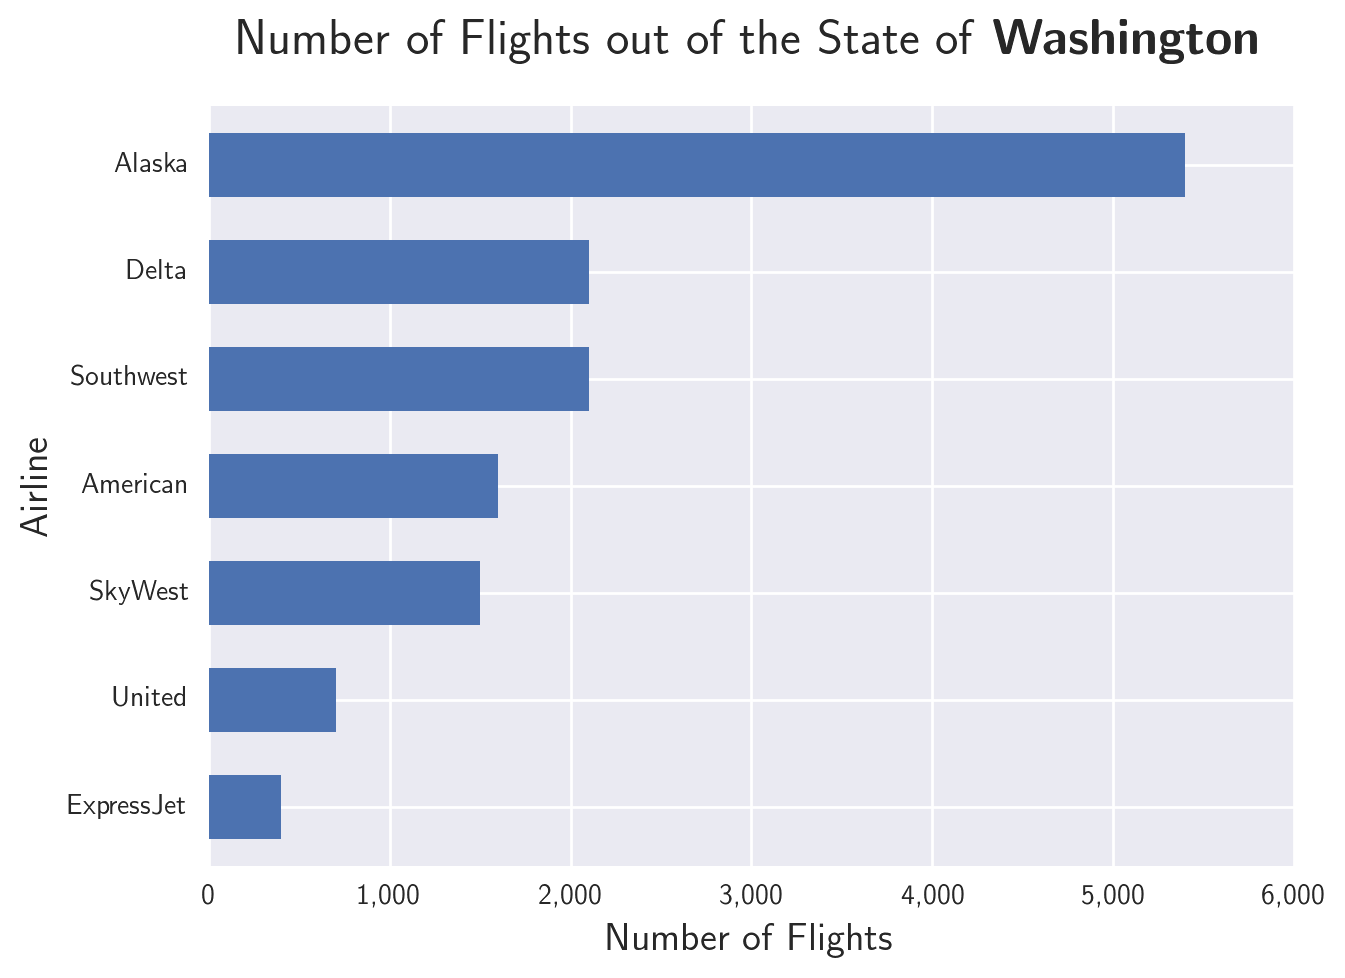 Number of Flights out of the State of Washington
Alaska
Delta
Southwest
American
SkyWest
United
ExpressJet
Airline
0 1,000 2,000 3,000 4,000 5,000 6,000
Number of Flights